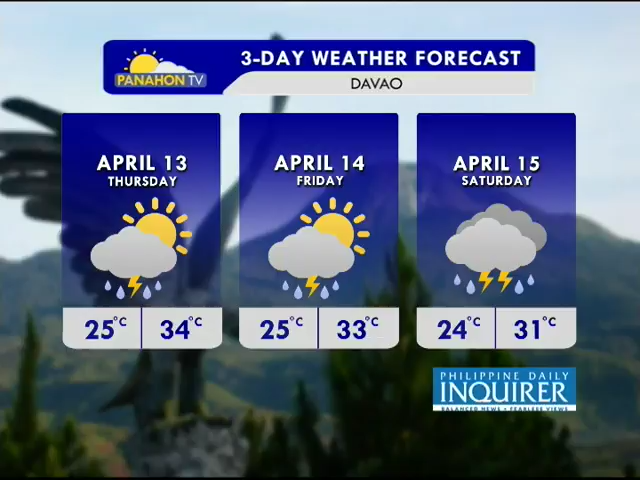 PANAHON TV
3-DAY WEATHER FORECAST
DAVAO
APRIL 13
THURSDAY
25°C 34°C
APRIL 14
FRIDAY
25°C 33°C
APRIL 15
SATURDAY
24°C 31°C
PHILIPPINE DAILY
INQUIRER
BALANCED NEWS • FEARLESS VIEWS